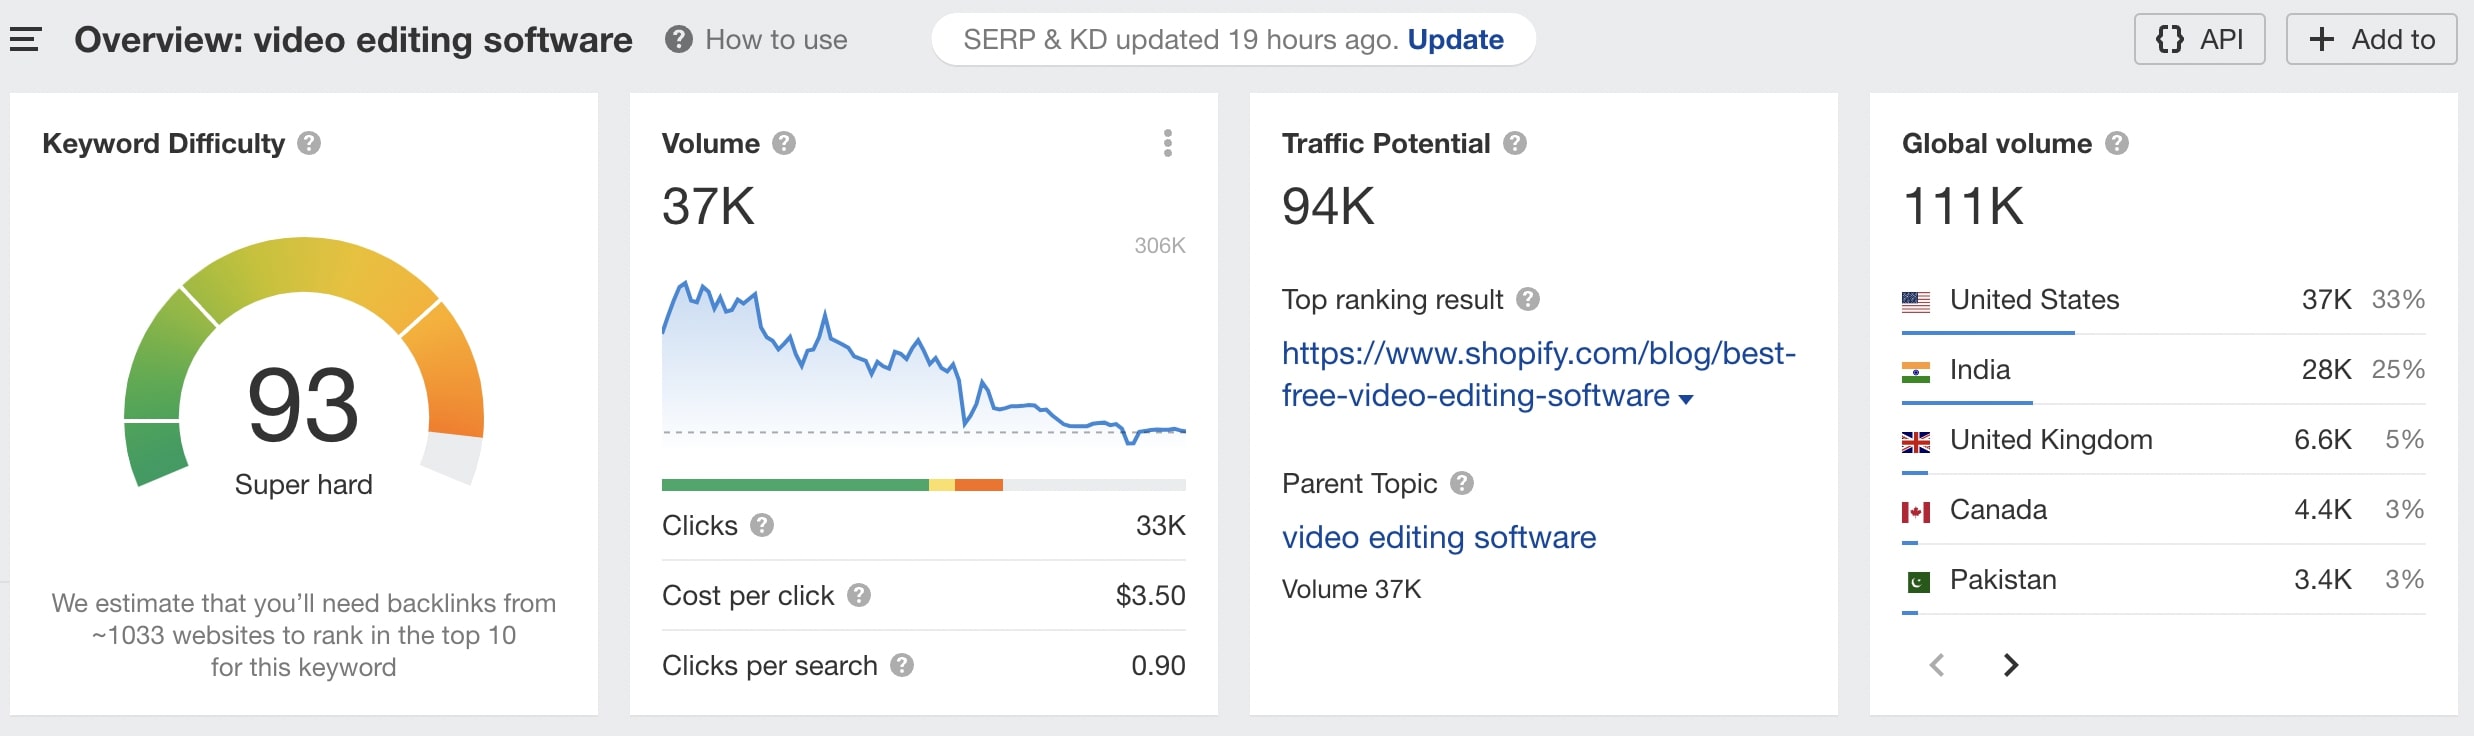 Overview: video editing software
How to use
SERP & KD updated 19 hours ago. Update
API
Add to
Keyword Difficulty
93
Super hard
We estimate that you’ll need backlinks from
~1033 websites to rank in the top 10
for this keyword
Volume
37K
306K
Clicks 33K
Cost per click $3.50
Clicks per search 0.90
Traffic Potential
94K
Top ranking result
https://www.shopify.com/blog/best-
free-video-editing-software
Parent Topic
video editing software
Volume 37K
Global volume
111K
United States 37K 33%
India 28K 25%
United Kingdom 6.6K 5%
Canada 4.4K 3%
Pakistan 3.4K 3%